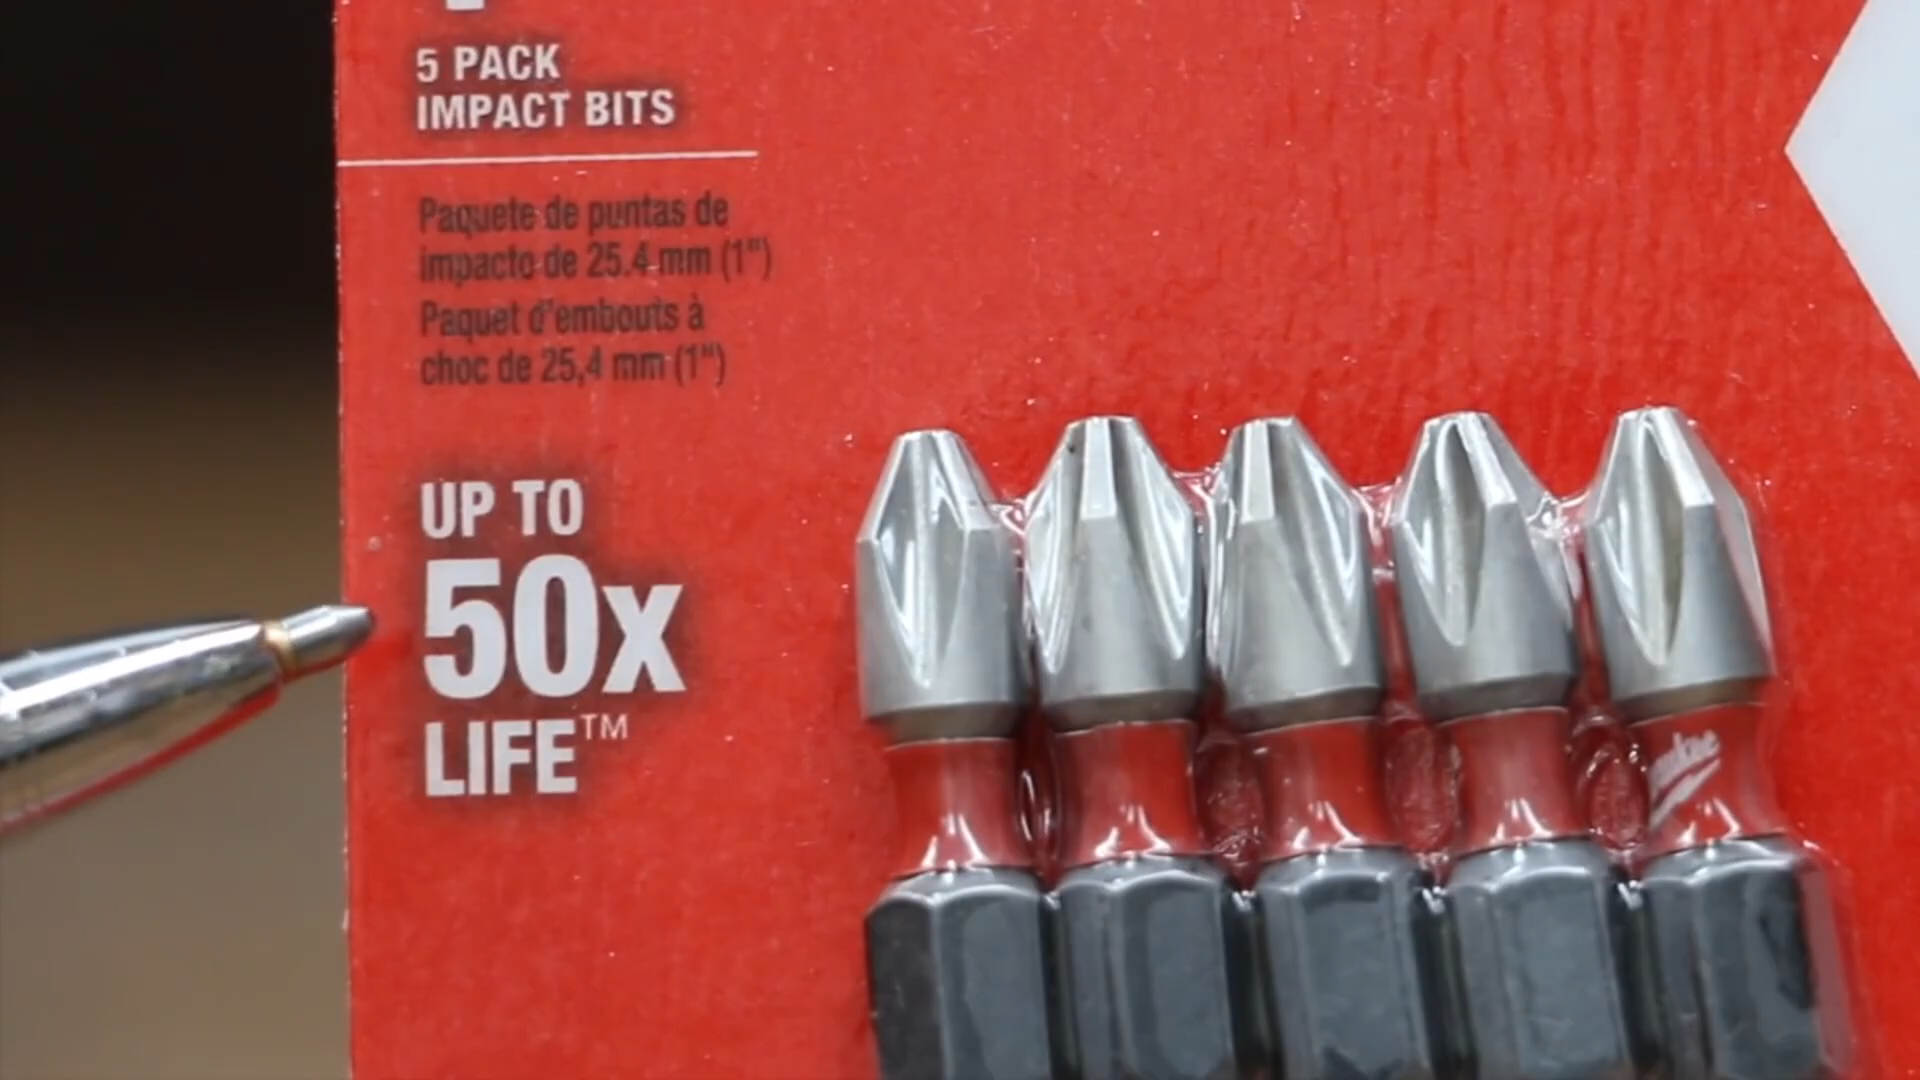 5 PACK
IMPACT BITS
Paquete de puntas de
impacto de 25.4 mm (1")
Paquet d'embouts à
choc de 25,4 mm (1")
UP TO
50x
LIFE™